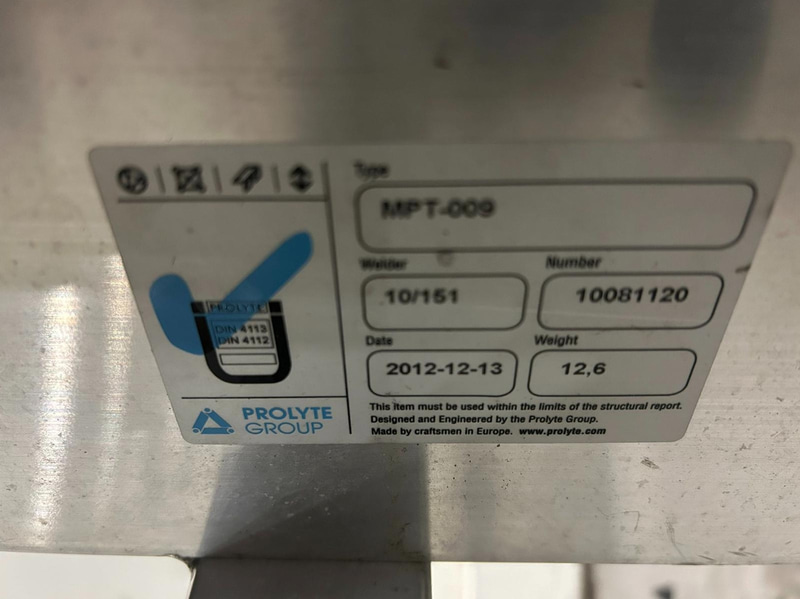 Type
MPT-009
Welder
Number
10/151
10081120
Date
Weight
2012-12-13
12,6
PROLYTE
DIN 4113
DIN 4112
PROLYTE
GROUP
This item must be used within the limits of the structural report.
Designed and Engineered by the Prolyte Group.
Made by craftsmen in Europe. www.prolyte.com